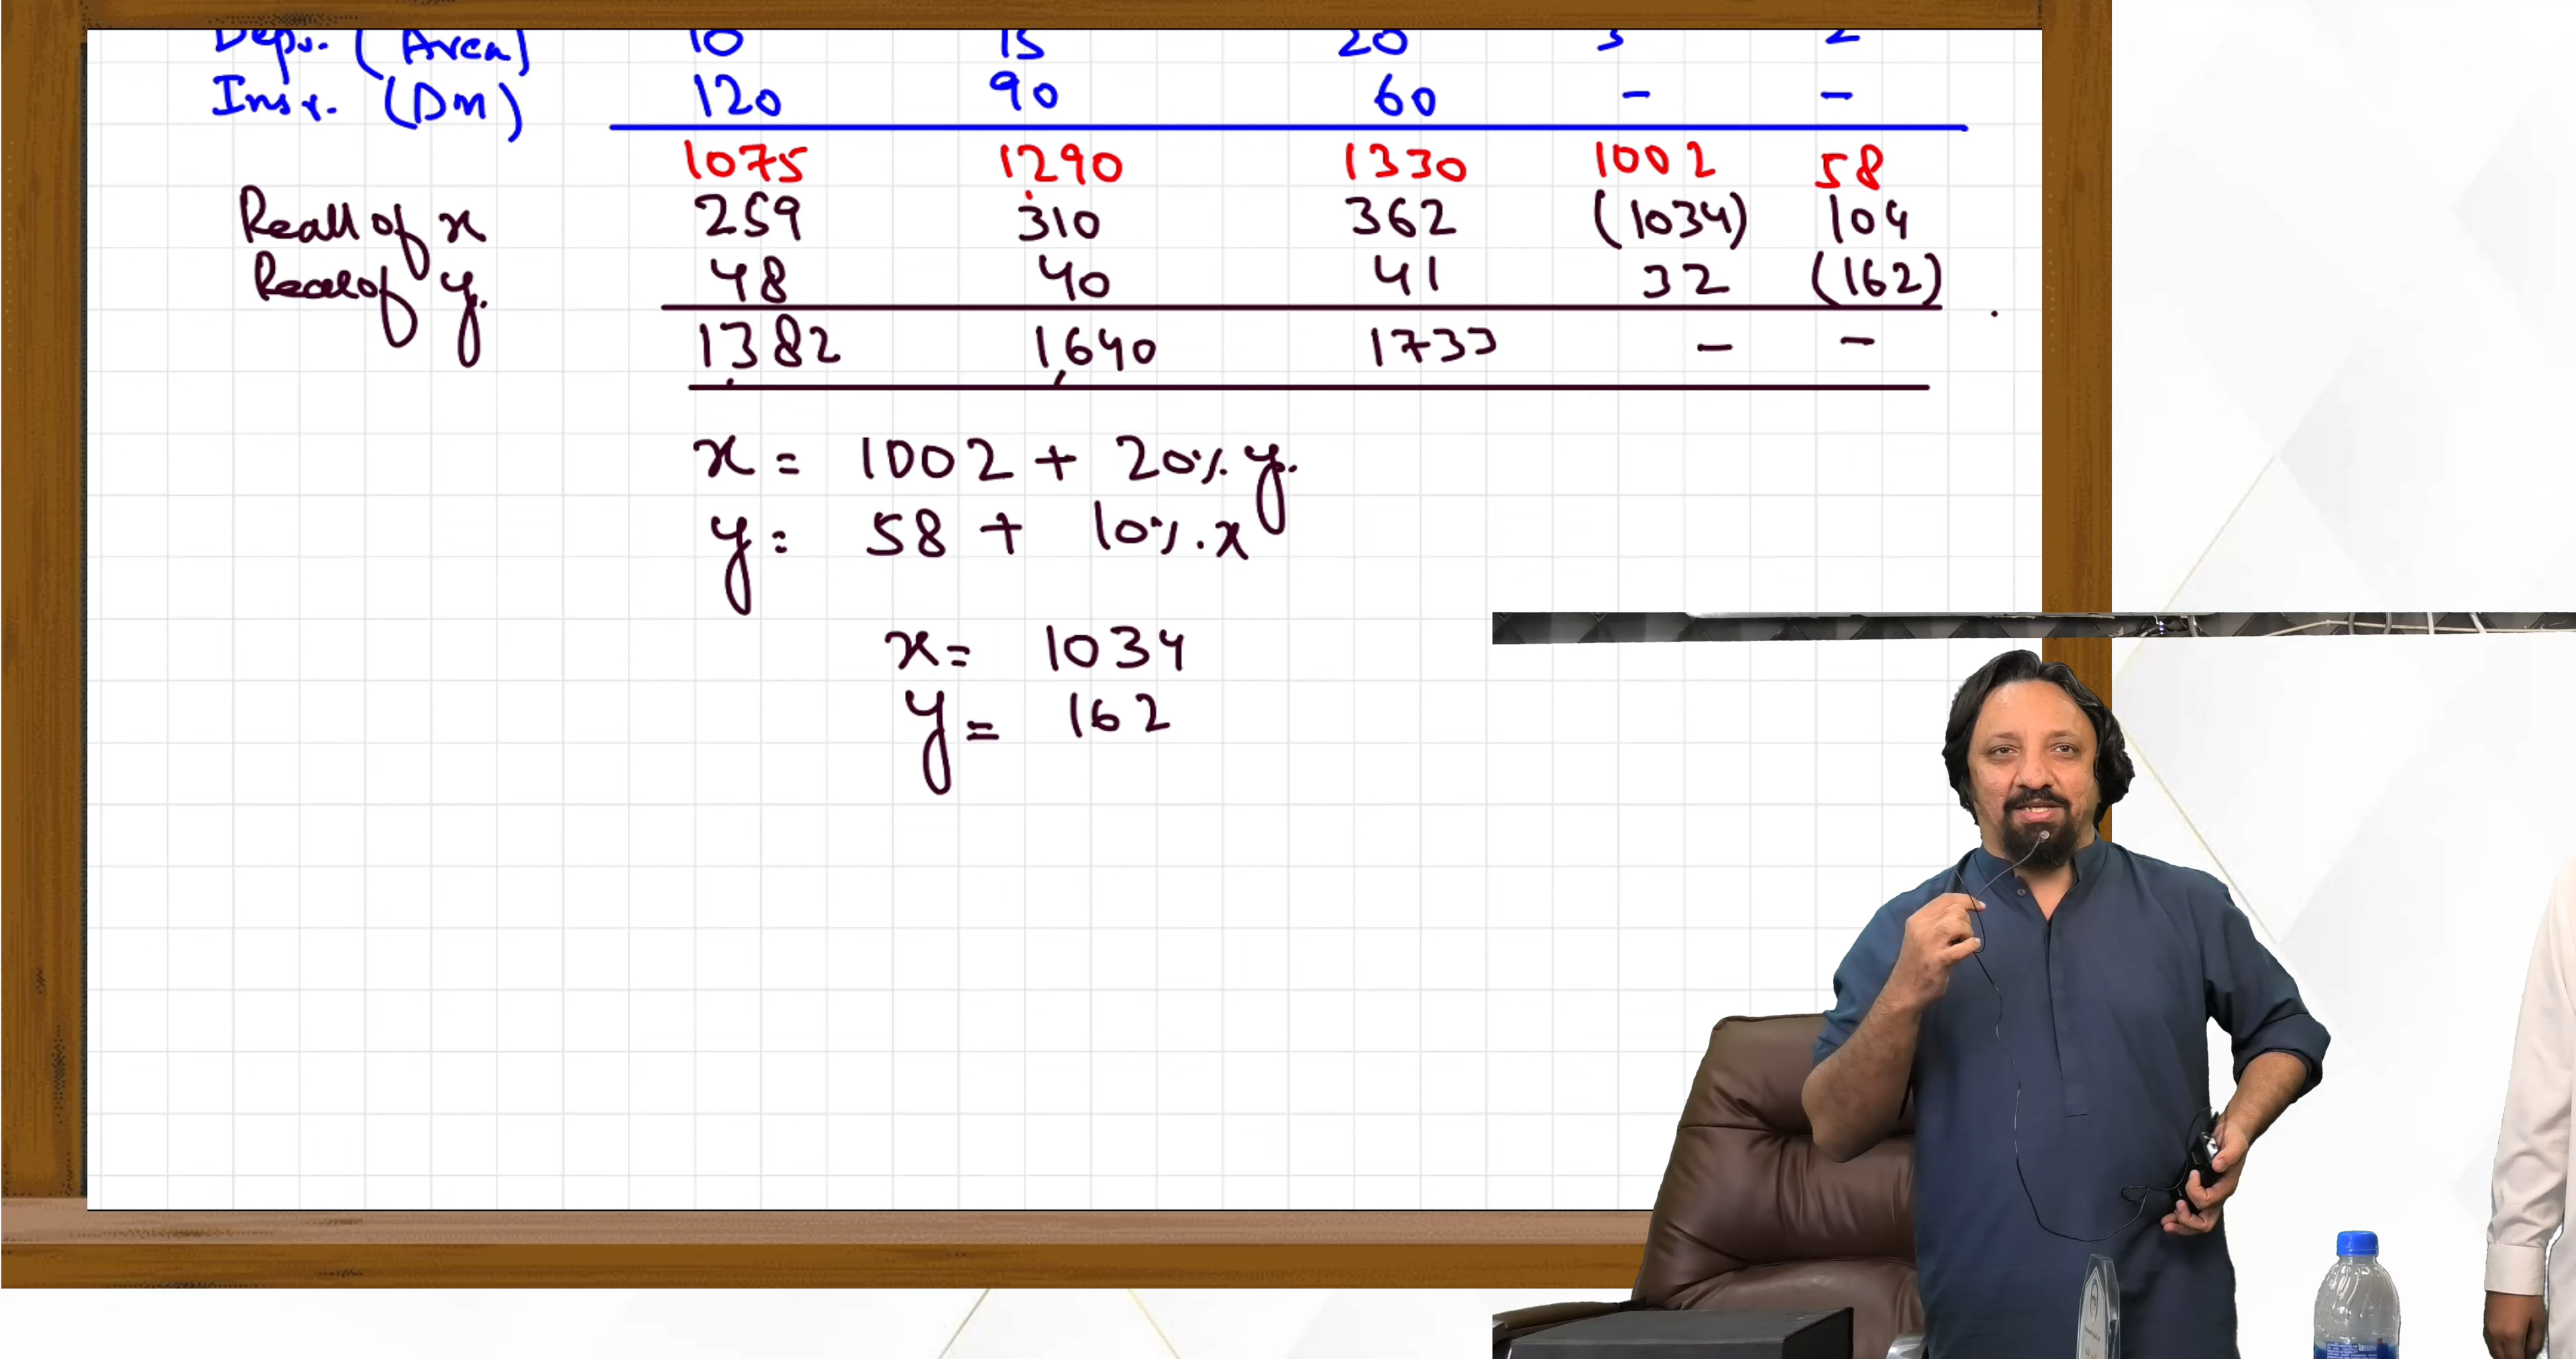 Depr. (Area) 10 15 20 3 2
Insr. (Dm) 120 90 60 - -
1075 1290 1330 1002 58
Reall of x 259 310 362 (1034) 104
Reall of y. 48 40 41 32 (162)
1382 1640 1733 - -
x = 1002 + 20% y.
y = 58 + 10% . x
x = 1034
y = 162